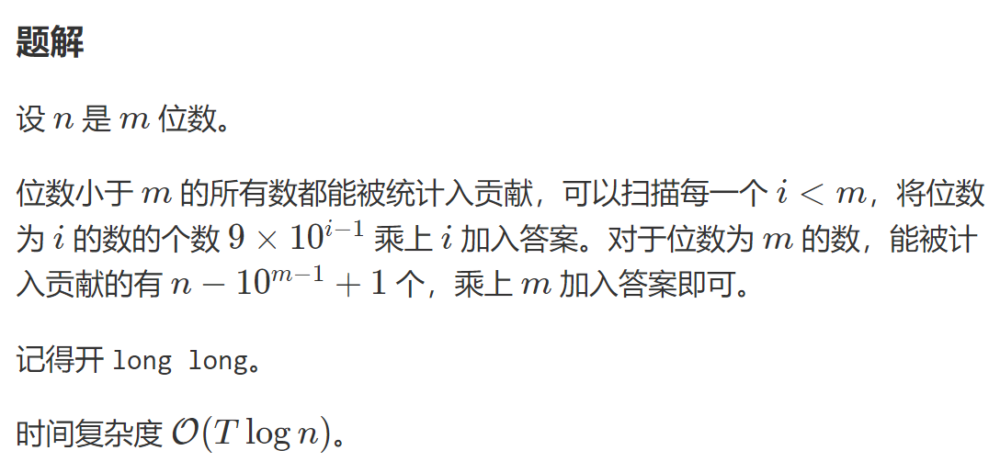 题解
设 n 是 m 位数。
位数小于 m 的所有数都能被统计入贡献，可以扫描每一个 i < m，将位数
为 i 的数的个数 9 × 10^{i−1} 乘上 i 加入答案。对于位数为 m 的数，能被计
入贡献的有 n − 10^{m−1} + 1 个，乘上 m 加入答案即可。
记得开 long long。
时间复杂度 𝒪(T log n)。